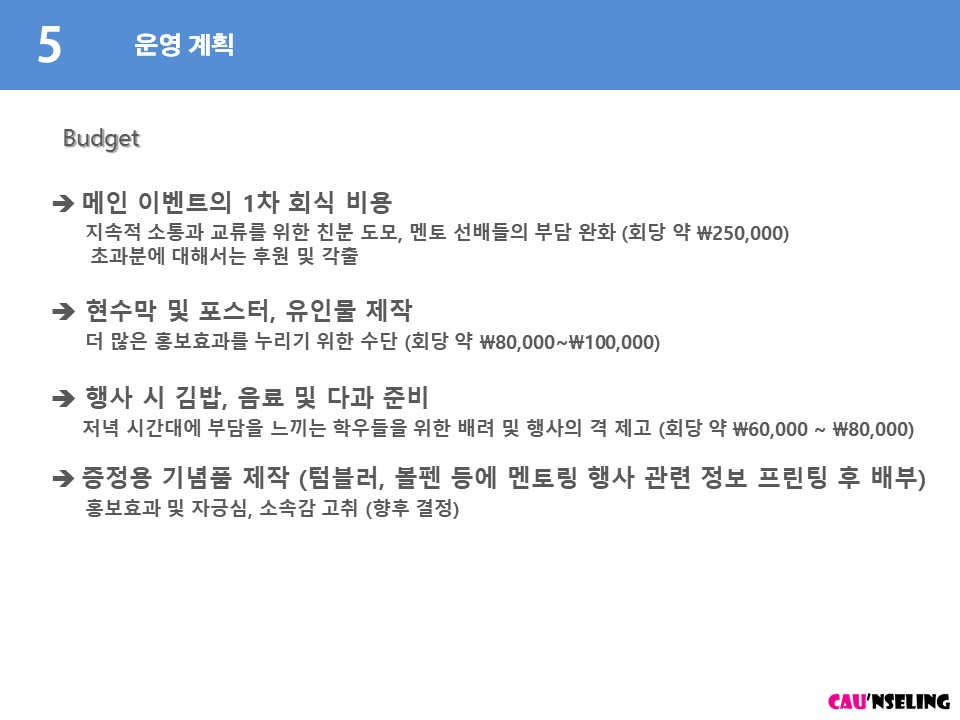 5 운영 계획
Budget
➔ 메인 이벤트의 1차 회식 비용
지속적 소통과 교류를 위한 친분 도모, 멘토 선배들의 부담 완화 (회당 약 ₩250,000)
초과분에 대해서는 후원 및 각출
➔ 현수막 및 포스터, 유인물 제작
더 많은 홍보효과를 누리기 위한 수단 (회당 약 ₩80,000~₩100,000)
➔ 행사 시 김밥, 음료 및 다과 준비
저녁 시간대에 부담을 느끼는 학우들을 위한 배려 및 행사의 격 제고 (회당 약 ₩60,000 ~ ₩80,000)
➔ 증정용 기념품 제작 (텀블러, 볼펜 등에 멘토링 행사 관련 정보 프린팅 후 배부)
홍보효과 및 자긍심, 소속감 고취 (향후 결정)
CAU'NSELING